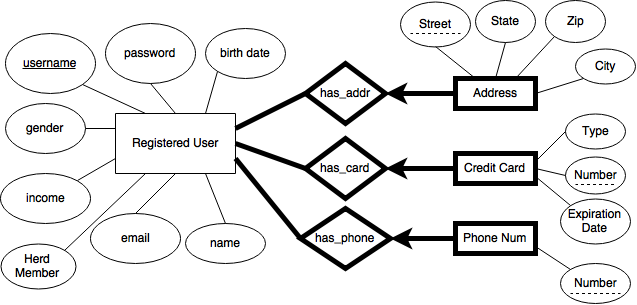 Street
State
Zip
password
birth date
username
City
has_addr
Address
gender
Registered User
Type
has_card
Credit Card
Number
income
Expiration
Date
email
name
has_phone
Phone Num
Herd
Member
Number